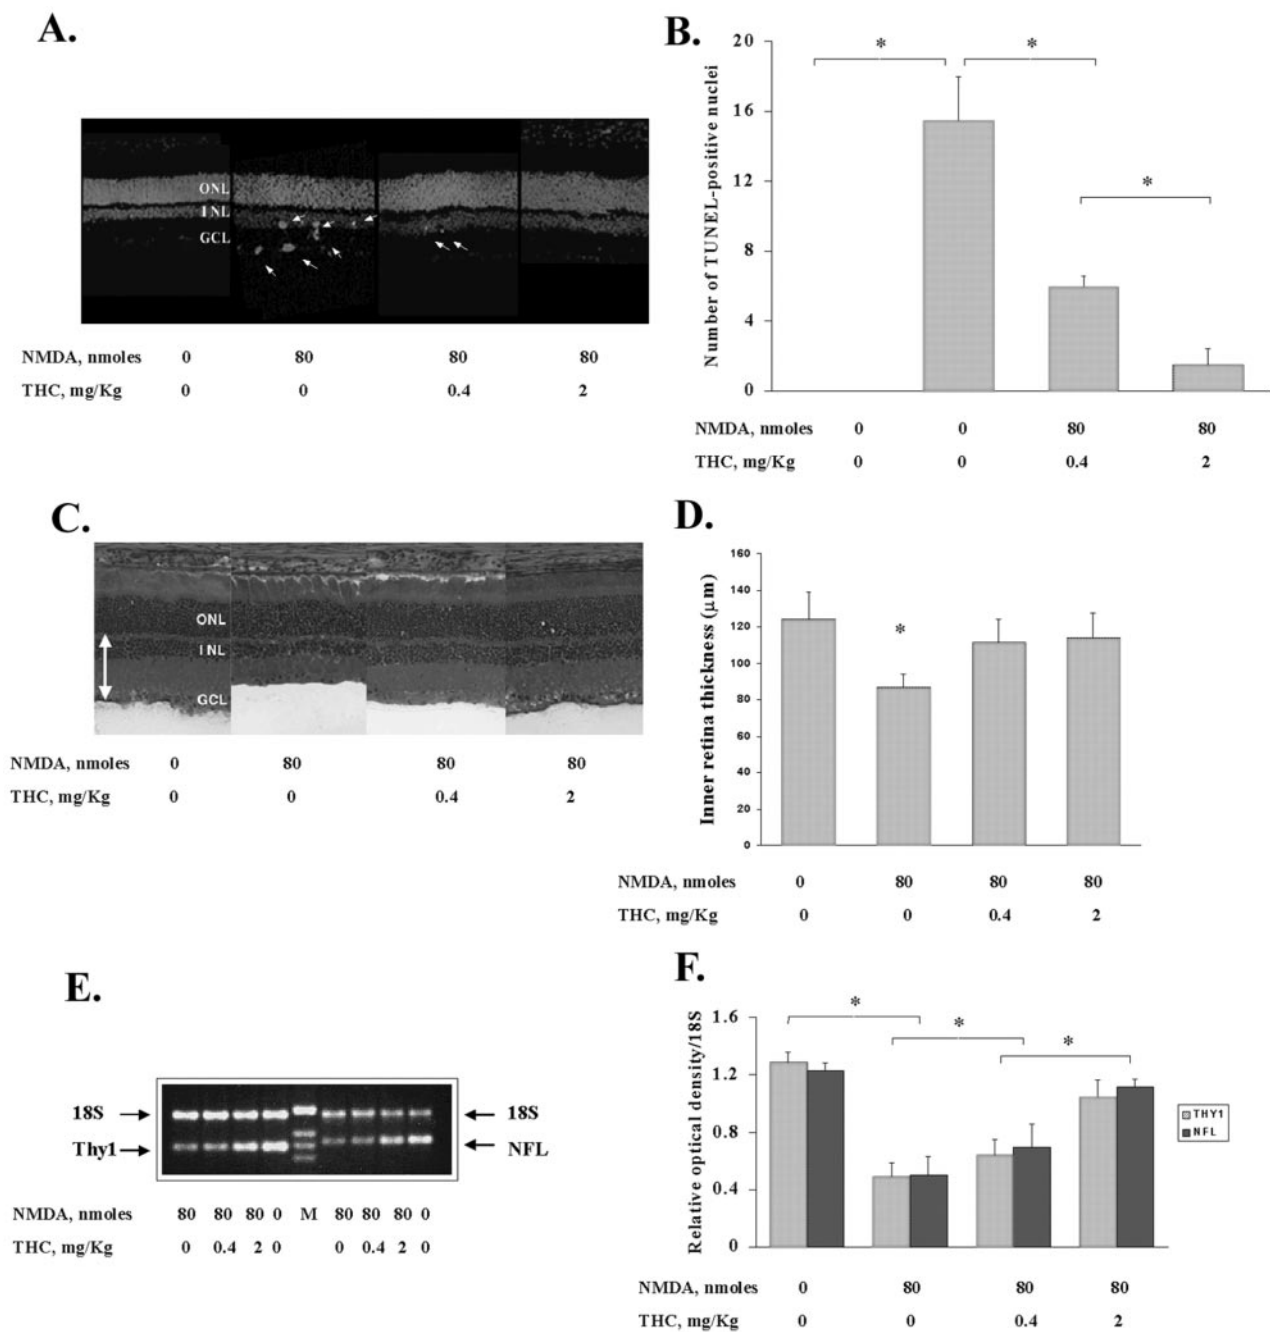 A.
ONL
INL
GCL
NMDA, nmoles 0 80 80 80
THC, mg/Kg 0 0 0.4 2
B.
Number of TUNEL-positive nuclei
20
16
12
8
4
0
* * *
NMDA, nmoles 0 0 80 80
THC, mg/Kg 0 0 0.4 2
C.
ONL
INL
GCL
NMDA, nmoles 0 80 80 80
THC, mg/Kg 0 0 0.4 2
D.
Inner retina thickness (µm)
160
140
120
100
80
60
40
20
0
*
NMDA, nmoles 0 80 80 80
THC, mg/Kg 0 0 0.4 2
E.
18S 18S
Thy1 NFL
NMDA, nmoles 80 80 80 0 M 80 80 80 0
THC, mg/Kg 0 0.4 2 0 0 0.4 2 0
F.
Relative optical density/18S
1.6
1.2
0.8
0.4
0
* * *
THY1
NFL
NMDA, nmoles 0 80 80 80
THC, mg/Kg 0 0 0.4 2